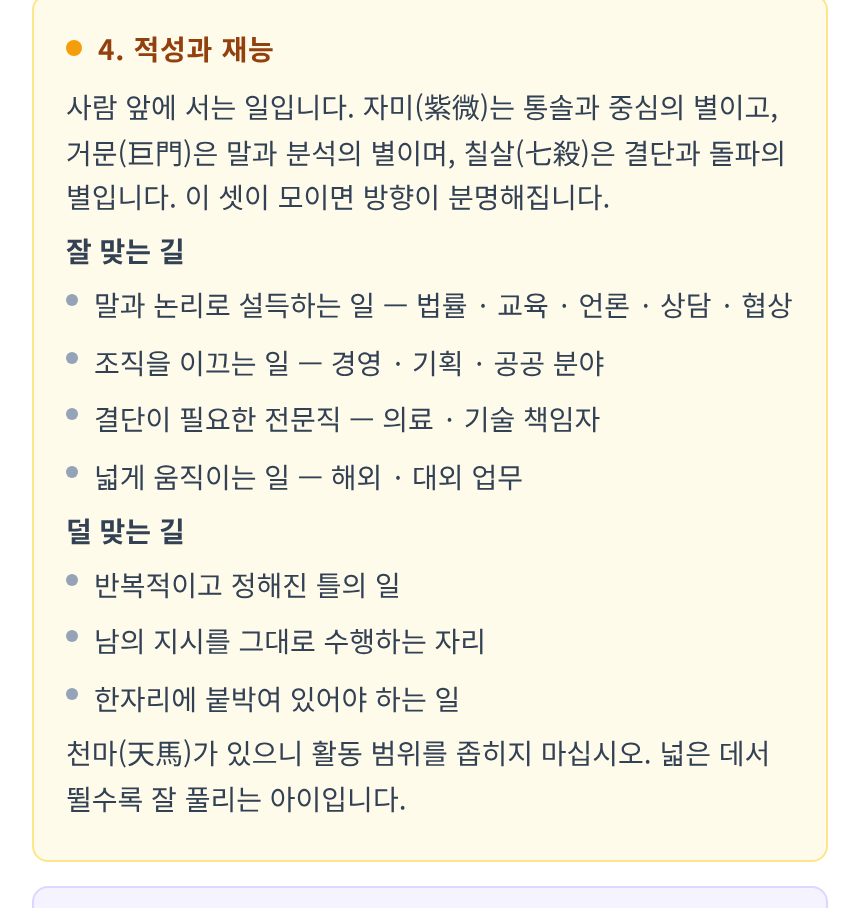 4. 적성과 재능
사람 앞에 서는 일입니다. 자미(紫微)는 통솔과 중심의 별이고,
거문(巨門)은 말과 분석의 별이며, 칠살(七殺)은 결단과 돌파의
별입니다. 이 셋이 모이면 방향이 분명해집니다.
잘 맞는 길
말과 논리로 설득하는 일 — 법률 · 교육 · 언론 · 상담 · 협상
조직을 이끄는 일 — 경영 · 기획 · 공공 분야
결단이 필요한 전문직 — 의료 · 기술 책임자
넓게 움직이는 일 — 해외 · 대외 업무
덜 맞는 길
반복적이고 정해진 틀의 일
남의 지시를 그대로 수행하는 자리
한자리에 붙박여 있어야 하는 일
천마(天馬)가 있으니 활동 범위를 좁히지 마십시오. 넓은 데서
뛸수록 잘 풀리는 아이입니다.